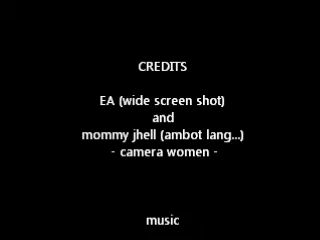 CREDITS
EA (wide screen shot)
and
mommy jhell (ambot lang...)
- camera women -
music